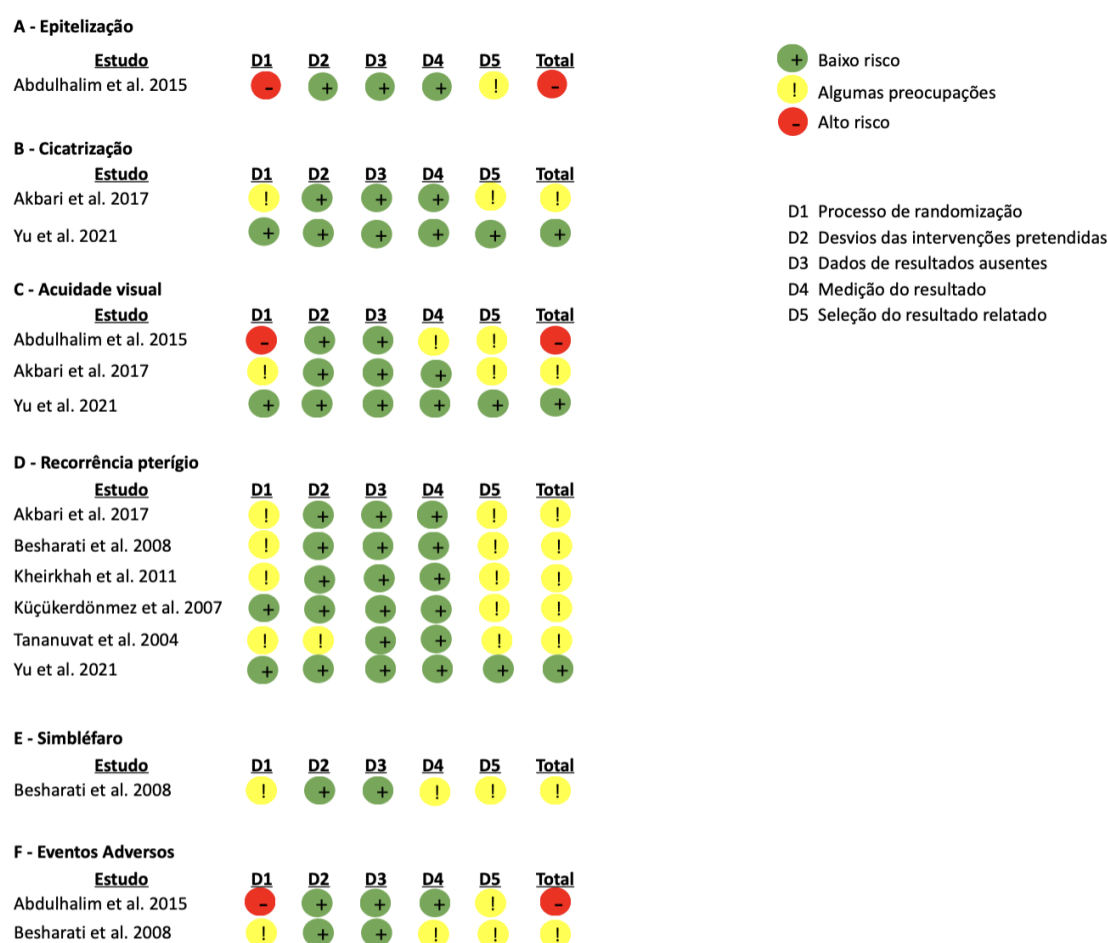 A - Epitelização
Estudo D1 D2 D3 D4 D5 Total
Abdulhalim et al. 2015 - + + + ! -
B - Cicatrização
Estudo D1 D2 D3 D4 D5 Total
Akbari et al. 2017 ! + + + ! !
Yu et al. 2021 + + + + + +
C - Acuidade visual
Estudo D1 D2 D3 D4 D5 Total
Abdulhalim et al. 2015 - + + ! ! -
Akbari et al. 2017 ! + + + ! !
Yu et al. 2021 + + + + + +
D - Recorrência pterígio
Estudo D1 D2 D3 D4 D5 Total
Akbari et al. 2017 ! + + + ! !
Besharati et al. 2008 ! + + + ! !
Kheirkhah et al. 2011 ! + + + ! !
Küçükerdönmez et al. 2007 + + + + ! !
Tananuvat et al. 2004 ! ! + + ! !
Yu et al. 2021 + + + + + +
E - Simbléfaro
Estudo D1 D2 D3 D4 D5 Total
Besharati et al. 2008 ! + + ! ! !
F - Eventos Adversos
Estudo D1 D2 D3 D4 D5 Total
Abdulhalim et al. 2015 - + + + ! -
Besharati et al. 2008 ! + + ! ! !
+ Baixo risco
! Algumas preocupações
- Alto risco
D1 Processo de randomização
D2 Desvios das intervenções pretendidas
D3 Dados de resultados ausentes
D4 Medição do resultado
D5 Seleção do resultado relatado